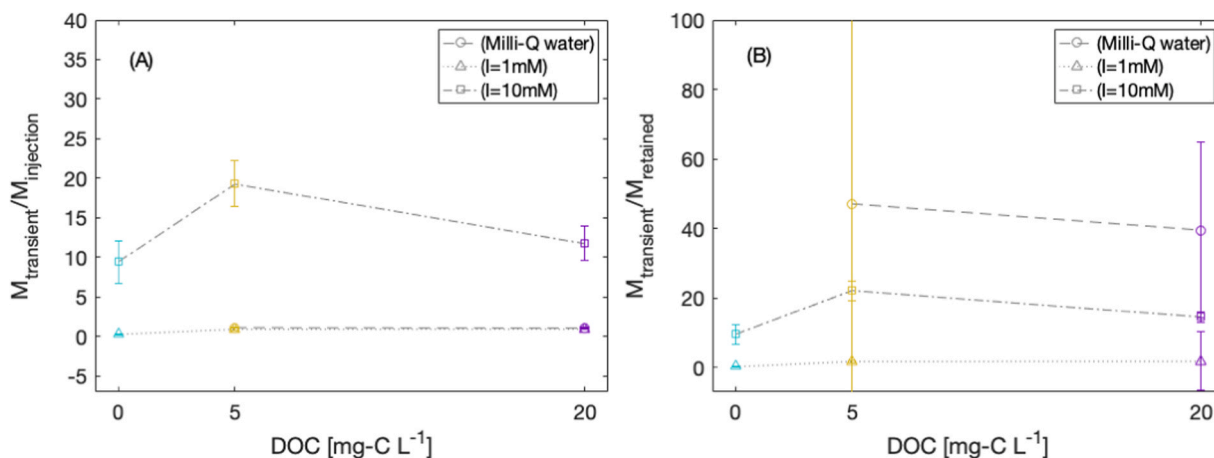 (A)
(Milli-Q water)
(I=1mM)
(I=10mM)
40
35
30
25
20
15
10
5
0
-5
M_transient/M_injection
0 5 20
DOC [mg-C L^-1]
(B)
(Milli-Q water)
(I=1mM)
(I=10mM)
100
80
60
40
20
0
M_transient/M_retained
0 5 20
DOC [mg-C L^-1]